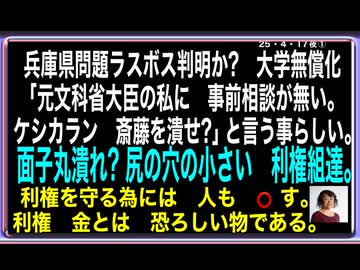 25・4・17夜①
兵庫県問題ラスボス判明か?　大学無償化
「元文科省大臣の私に　事前相談が無い。
ケシカラン　斎藤を潰せ?」と言う事らしい。
面子丸潰れ?尻の穴の小さい　利権組達。
利権を守る為には　人も　○す。
利権　金とは　恐ろしい物である。